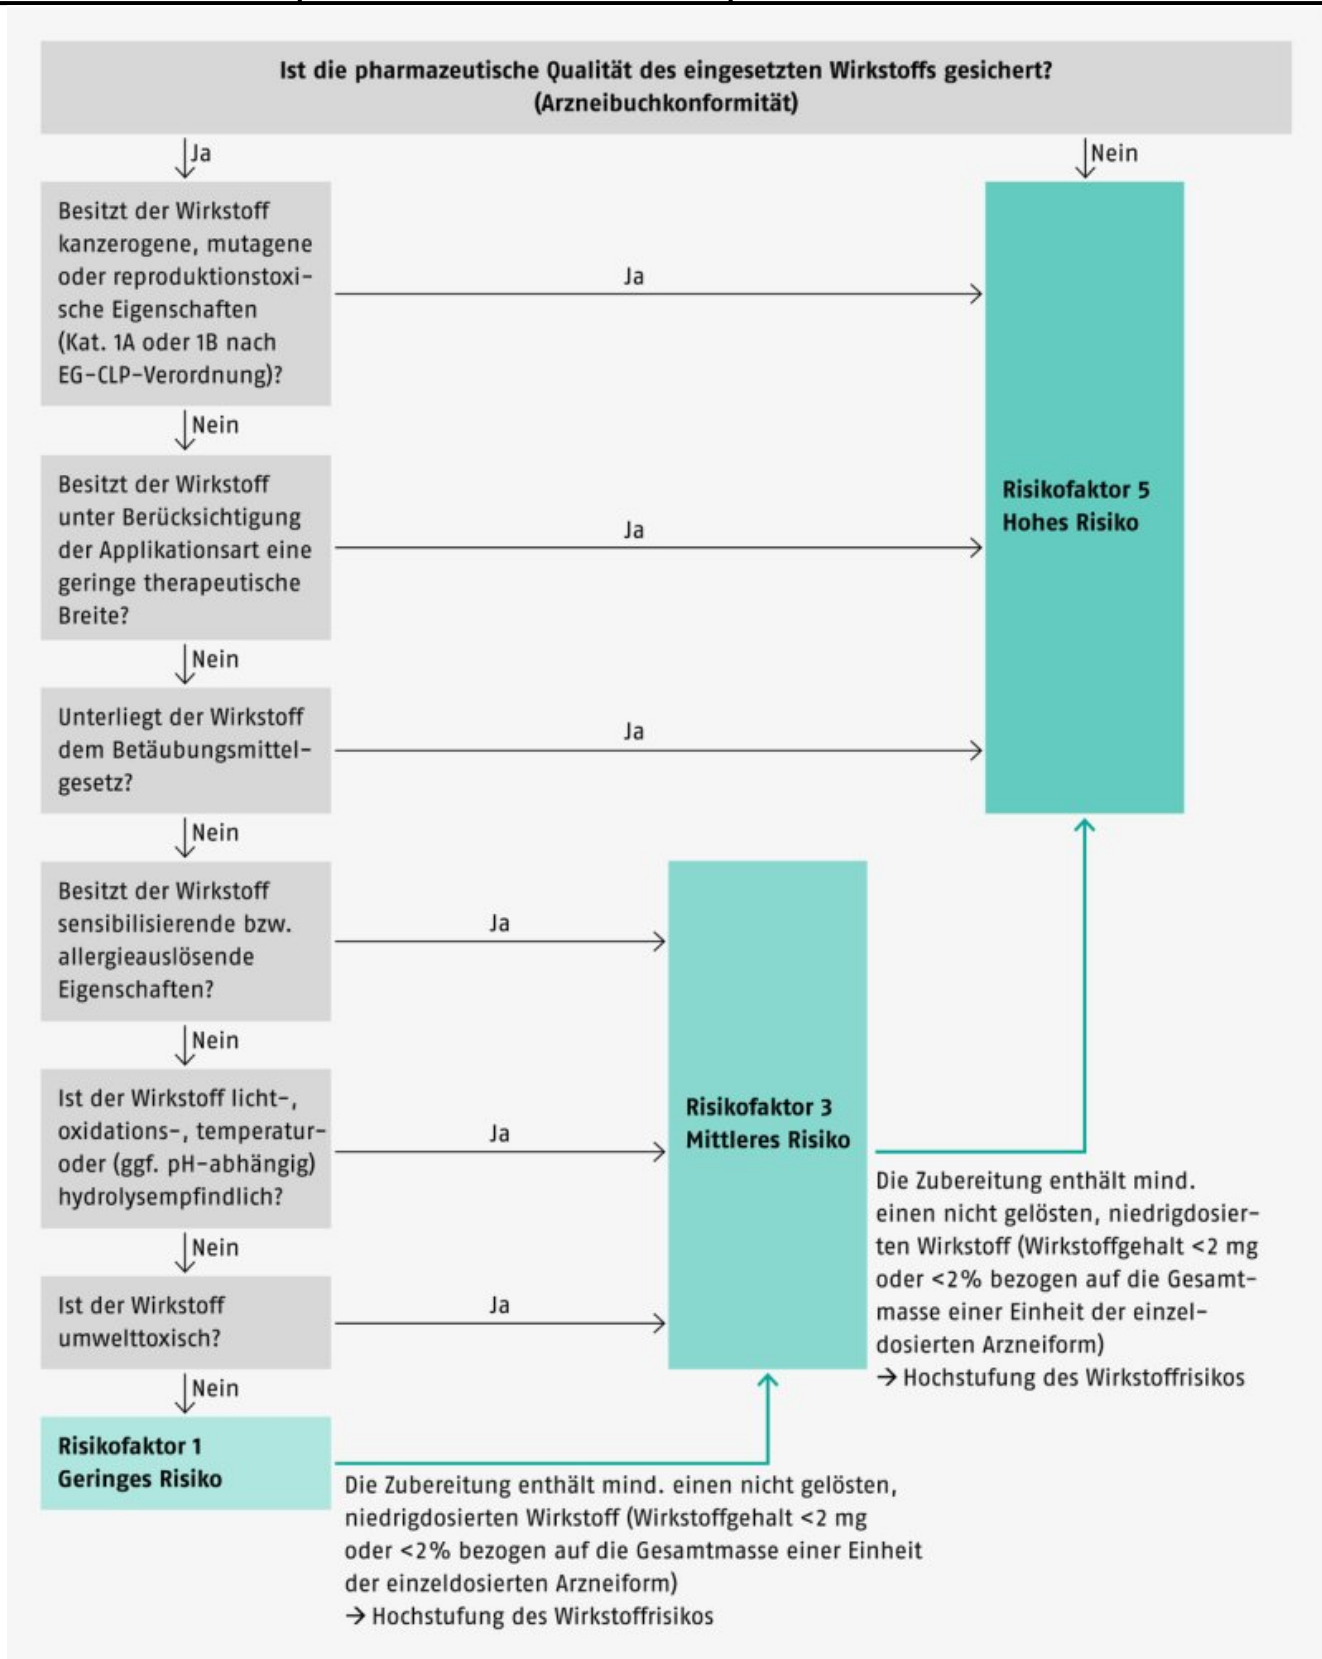 Ist die pharmazeutische Qualität des eingesetzten Wirkstoffs gesichert?
(Arzneibuchkonformität)
Ja
Nein
Besitzt der Wirkstoff
kanzerogene, mutagene
oder reproduktionstoxi-
sche Eigenschaften
(Kat. 1A oder 1B nach
EG-CLP-Verordnung)?
Ja
Nein
Besitzt der Wirkstoff
unter Berücksichtigung
der Applikationsart eine
geringe therapeutische
Breite?
Ja
Risikofaktor 5
Hohes Risiko
Nein
Unterliegt der Wirkstoff
dem Betäubungsmittel-
gesetz?
Ja
Nein
Besitzt der Wirkstoff
sensibilisierende bzw.
allergieauslösende
Eigenschaften?
Ja
Nein
Ist der Wirkstoff licht-,
oxidations-, temperatur-
oder (ggf. pH-abhängig)
hydrolysempfindlich?
Ja
Risikofaktor 3
Mittleres Risiko
Die Zubereitung enthält mind.
einen nicht gelösten, niedrigdosier-
ten Wirkstoff (Wirkstoffgehalt <2 mg
oder <2% bezogen auf die Gesamt-
masse einer Einheit der einzel-
dosierten Arzneiform)
→ Hochstufung des Wirkstoffrisikos
Nein
Ist der Wirkstoff
umwelttoxisch?
Ja
Nein
Risikofaktor 1
Geringes Risiko
Die Zubereitung enthält mind. einen nicht gelösten,
niedrigdosierten Wirkstoff (Wirkstoffgehalt <2 mg
oder <2% bezogen auf die Gesamtmasse einer Einheit
der einzeldosierten Arzneiform)
→ Hochstufung des Wirkstoffrisikos